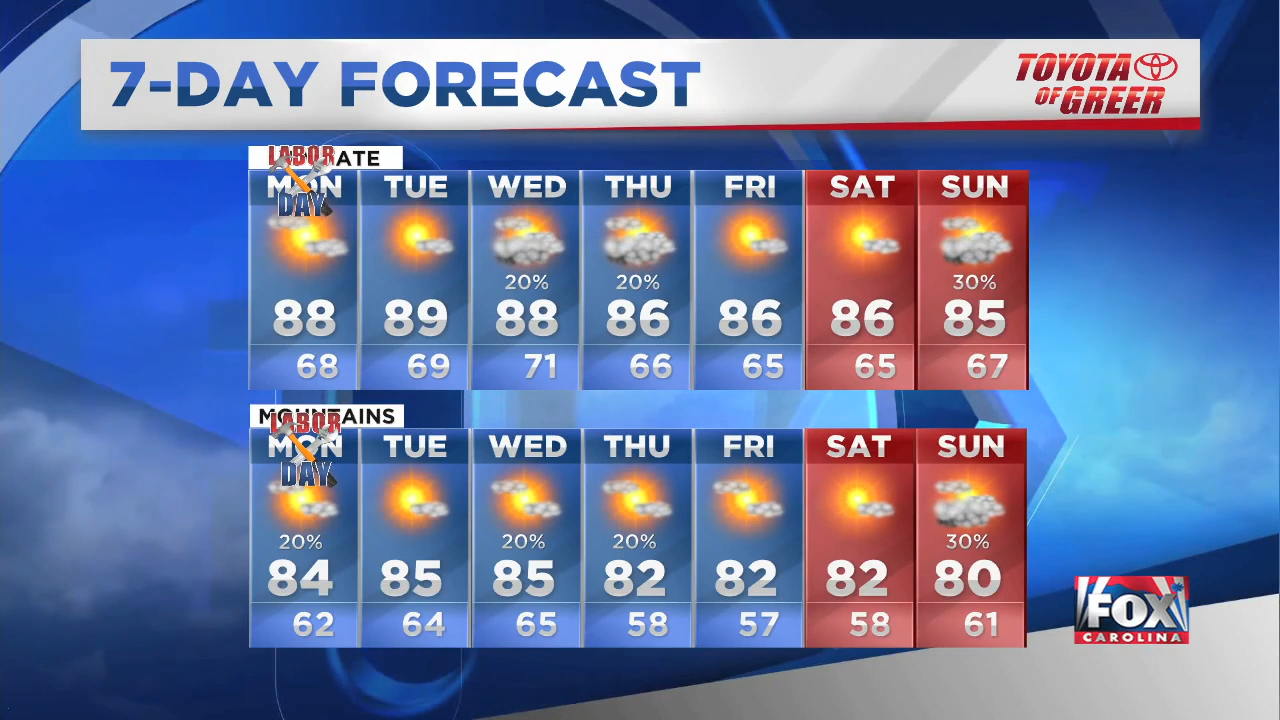 7-DAY FORECAST
TOYOTA
OF GREER
LABOR
DAY
MON TUE WED THU FRI SAT SUN
20% 20% 30%
88 89 88 86 86 86 85
68 69 71 66 65 65 67
MOUNTAINS
LABOR
DAY
MON TUE WED THU FRI SAT SUN
20% 20% 20% 30%
84 85 85 82 82 82 80
62 64 65 58 57 58 61
FOX
CAROLINA